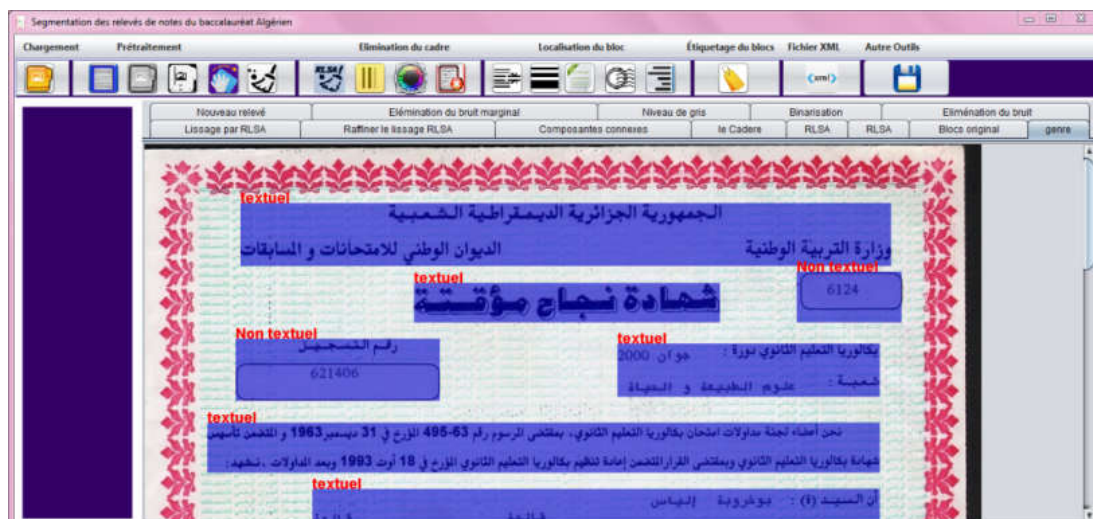 Segmentation des relevés de notes du baccalauréat Algérien
Chargement Prétraitement Elimination du cadre Localisation du bloc Étiquetage du blocs Fichier XML Autre Outils
RLSA <xml>
Nouveau relevé Elémination du bruit marginal Niveau de gris Binarisation Eliménation du bruit
Lissage par RLSA Raffiner le lissage RLSA Composantes connexes le Cadere RLSA RLSA Blocs original genre
textuel
الجمهورية الجزائرية الديمقراطية الشعبية
وزارة التربية الوطنية الديوان الوطني للامتحانات و المسابقات
Non textuel
6124
textuel
شهادة نجاح مؤقتة
Non textuel
رقم التسجيل
621406
textuel
بكالوريا التعليم الثانوي دورة : جوان 2000
شعبة : علوم الطبيعة و الحياة
textuel
نحن أعضاء لجنة مداولات امتحان بكالوريا التعليم الثانوي، بمقتضى المرسوم رقم 63-495 المؤرخ في 31 ديسمبر 1963 و المتضمن تأسيس
شهادة بكالوريا التعليم الثانوي وبمقتضى القرار المتضمن إعادة تنظيم بكالوريا التعليم الثانوي المؤرخ في 18 أوت 1993 وبعد المداولات ، نشهد :
textuel
أن السيد (ة) : بوغروبة إلياس